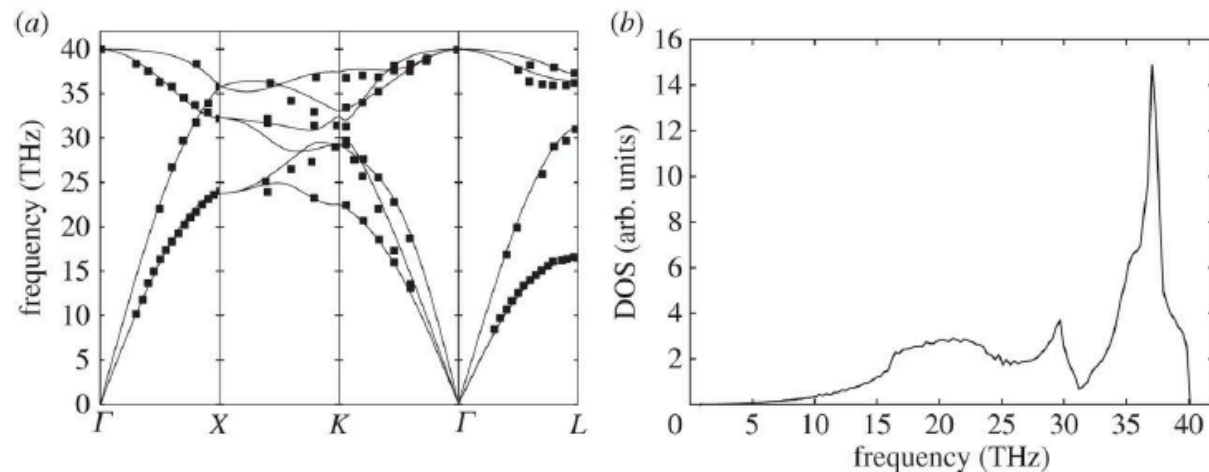 (a)
40
35
30
25
20
15
10
5
0
frequency (THz)
Γ X K Γ L
(b)
16
14
12
10
8
6
4
2
DOS (arb. units)
0 5 10 15 20 25 30 35 40
frequency (THz)